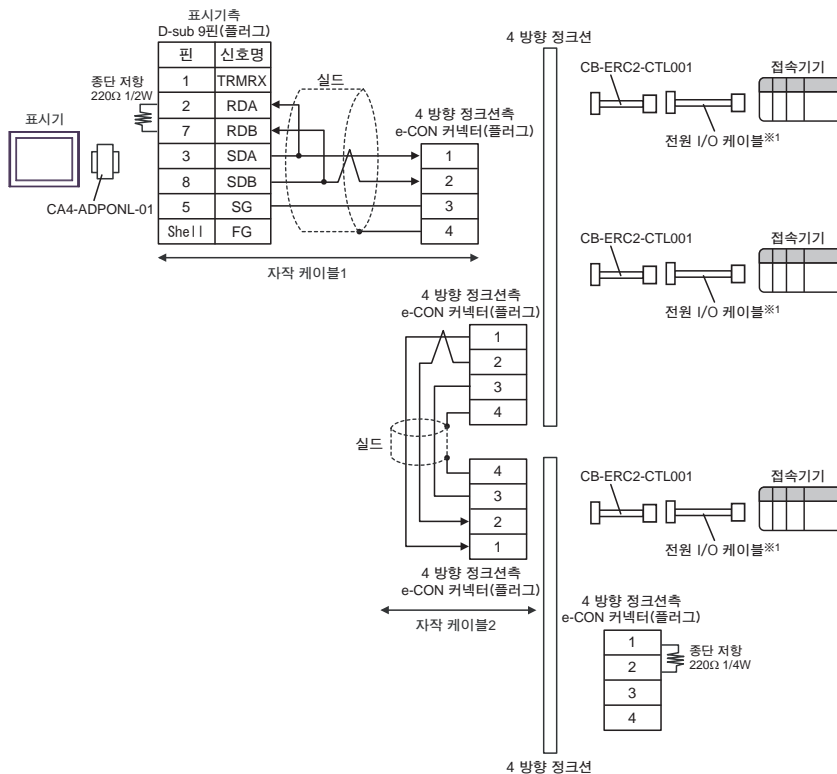 표시기측
D-sub 9핀(플러그)
핀 신호명
1 TRMRX
2 RDA
7 RDB
3 SDA
8 SDB
5 SG
Shell FG
종단 저항
220Ω 1/2W
표시기
CA4-ADPONL-01
실드
4 방향 정크션측
e-CON 커넥터(플러그)
1
2
3
4
자작 케이블1
4 방향 정크션
CB-ERC2-CTL001
접속기기
전원 I/O 케이블※1
CB-ERC2-CTL001
접속기기
전원 I/O 케이블※1
4 방향 정크션측
e-CON 커넥터(플러그)
1
2
3
4
실드
4
3
2
1
4 방향 정크션측
e-CON 커넥터(플러그)
자작 케이블2
CB-ERC2-CTL001
접속기기
전원 I/O 케이블※1
4 방향 정크션측
e-CON 커넥터(플러그)
1
2
3
4
종단 저항
220Ω 1/4W
4 방향 정크션